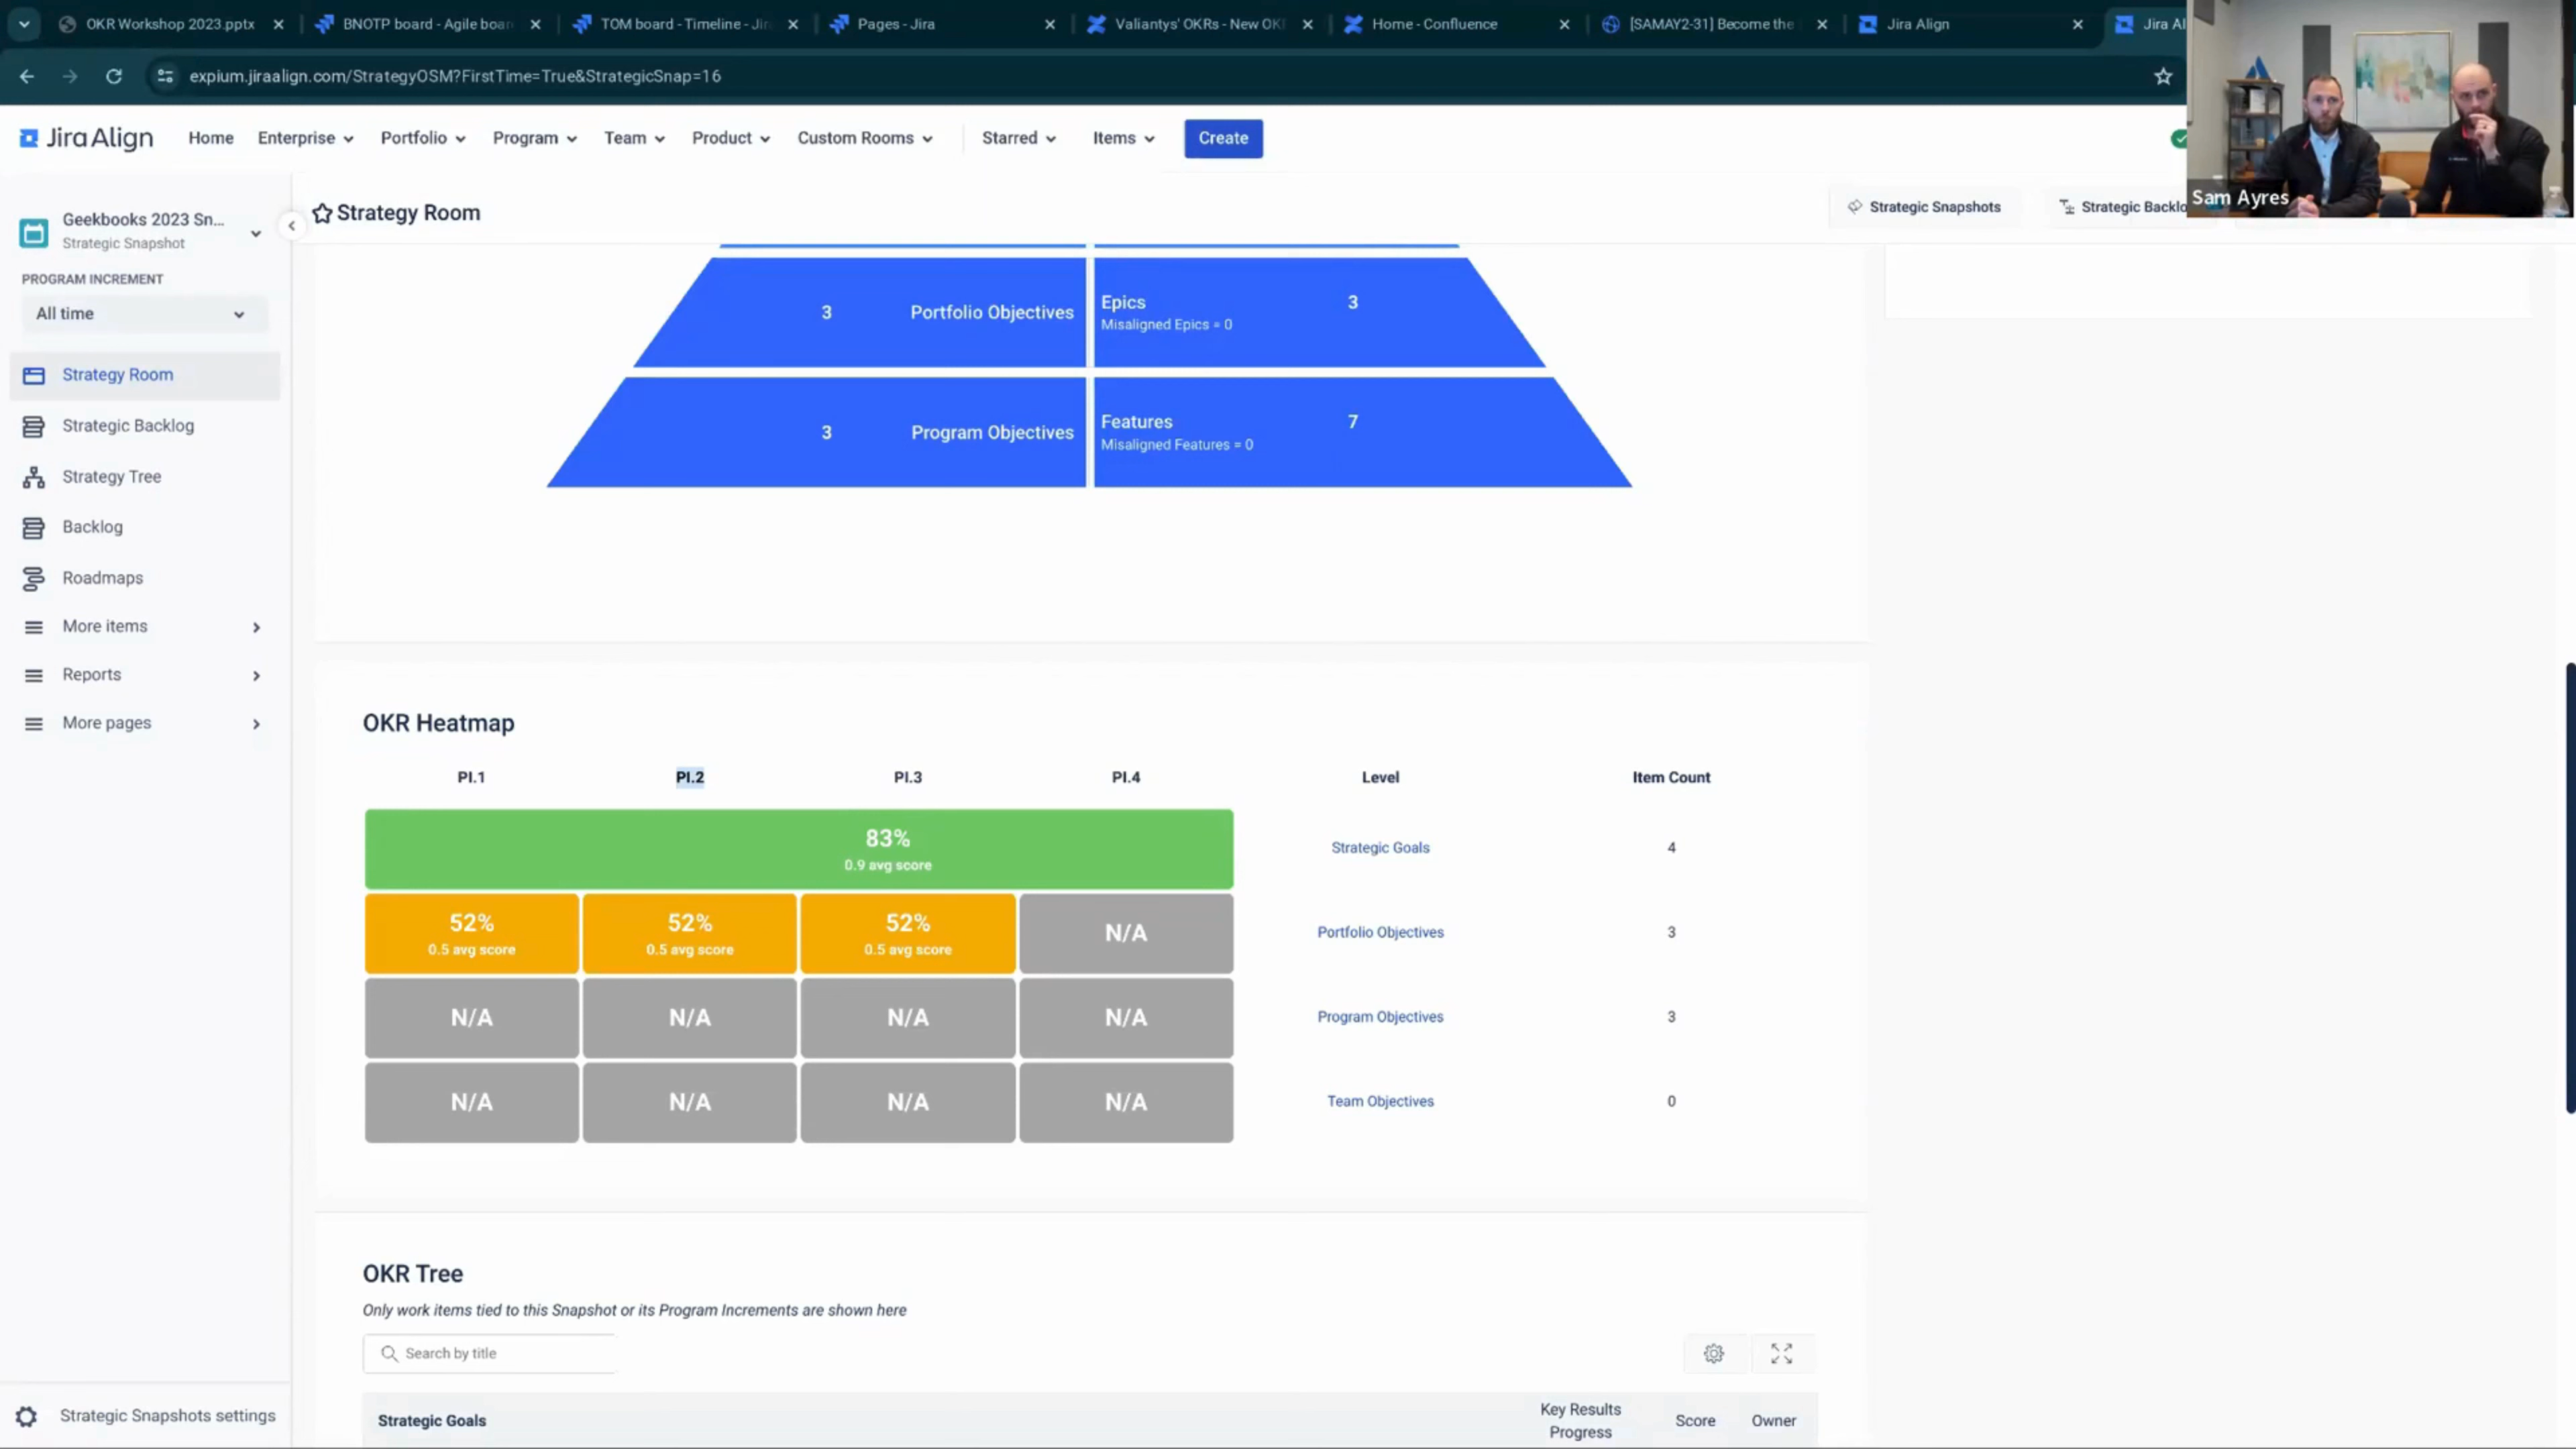 OKR Workshop 2023.pptx
BNOTP board - Agile boar
TOM board - Timeline - Jir
Pages - Jira
Valiantys' OKRs - New OK
Home - Confluence
[SAMAY2-31] Become the
Jira Align
Jira Al
expium.jiraalign.com/StrategyOSM?FirstTime=True&StrategicSnap=16
Jira Align
Home
Enterprise
Portfolio
Program
Team
Product
Custom Rooms
Starred
Items
Create
Sam Ayres
Geekbooks 2023 Sn...
Strategic Snapshot
PROGRAM INCREMENT
All time
Strategy Room
Strategic Backlog
Strategy Tree
Backlog
Roadmaps
More items
Reports
More pages
Strategic Snapshots settings
Strategy Room
Strategic Snapshots
Strategic Backlo
3 Portfolio Objectives
Epics 3
Misaligned Epics = 0
3 Program Objectives
Features 7
Misaligned Features = 0
OKR Heatmap
PI.1 PI.2 PI.3 PI.4 Level Item Count
83%
0.9 avg score
Strategic Goals 4
52% 52% 52% N/A
0.5 avg score 0.5 avg score 0.5 avg score
Portfolio Objectives 3
N/A N/A N/A N/A Program Objectives 3
N/A N/A N/A N/A Team Objectives 0
OKR Tree
Only work items tied to this Snapshot or its Program Increments are shown here
Search by title
Strategic Goals
Key Results
Progress
Score
Owner